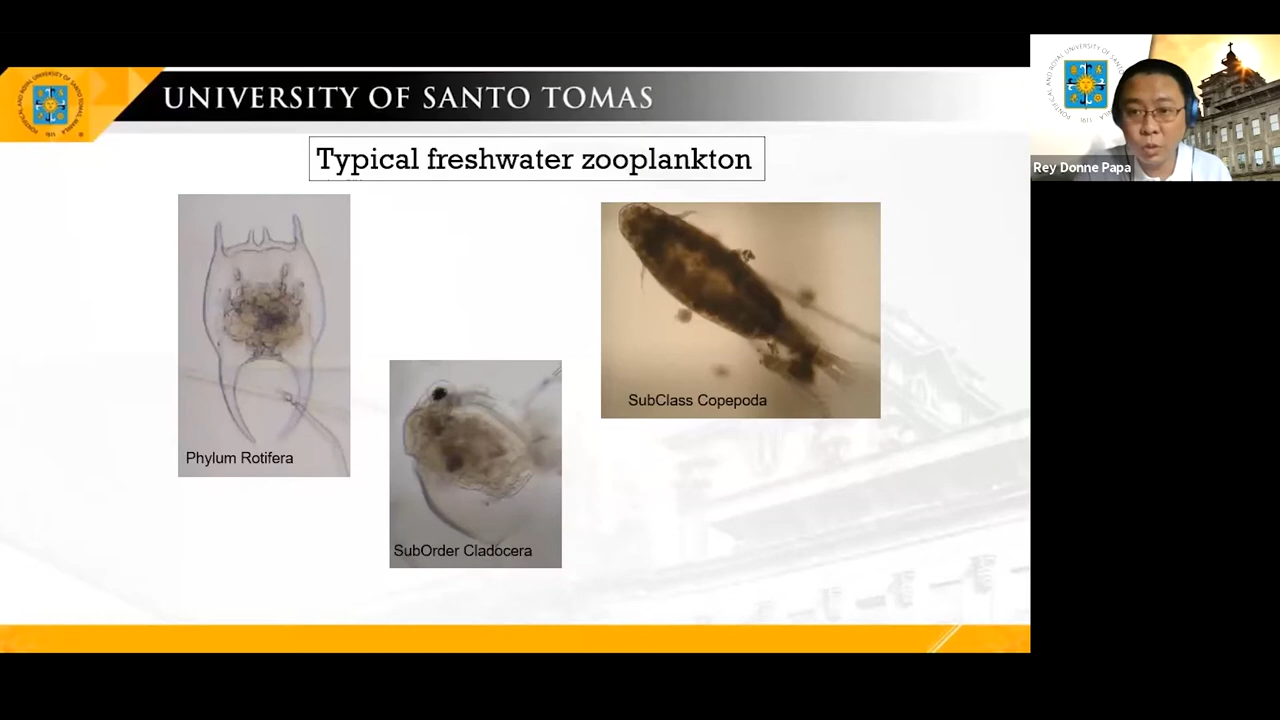 UNIVERSITY OF SANTO TOMAS
Typical freshwater zooplankton
Phylum Rotifera
SubOrder Cladocera
SubClass Copepoda
Rey Donne Papa